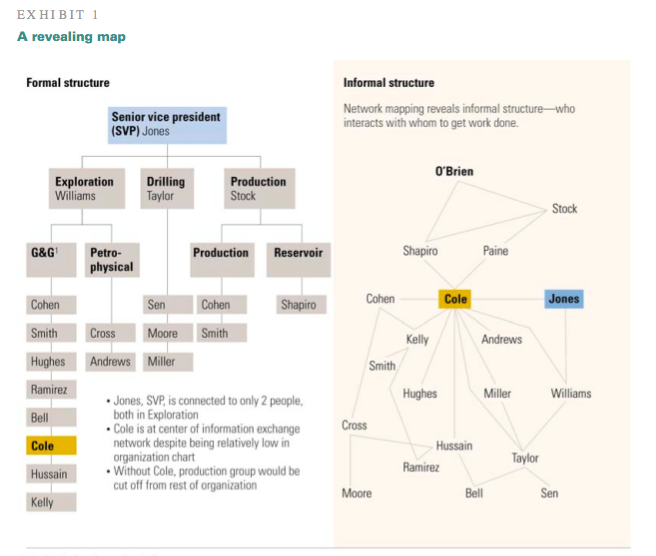 EXHIBIT 1
A revealing map
Formal structure
Senior vice president
(SVP) Jones
Exploration
Williams
Drilling
Taylor
Production
Stock
G&G¹
Petro-
physical
Production
Reservoir
Cohen
Sen
Cohen
Shapiro
Smith
Cross
Moore
Smith
Hughes
Andrews
Miller
Ramirez
Bell
Cole
Hussain
Kelly
• Jones, SVP, is connected to only 2 people,
both in Exploration
• Cole is at center of information exchange
network despite being relatively low in
organization chart
• Without Cole, production group would be
cut off from rest of organization
Informal structure
Network mapping reveals informal structure—who
interacts with whom to get work done.
O'Brien
Stock
Shapiro
Paine
Cohen
Cole
Jones
Kelly
Andrews
Smith
Hughes
Miller
Williams
Cross
Hussain
Ramirez
Taylor
Moore
Bell
Sen